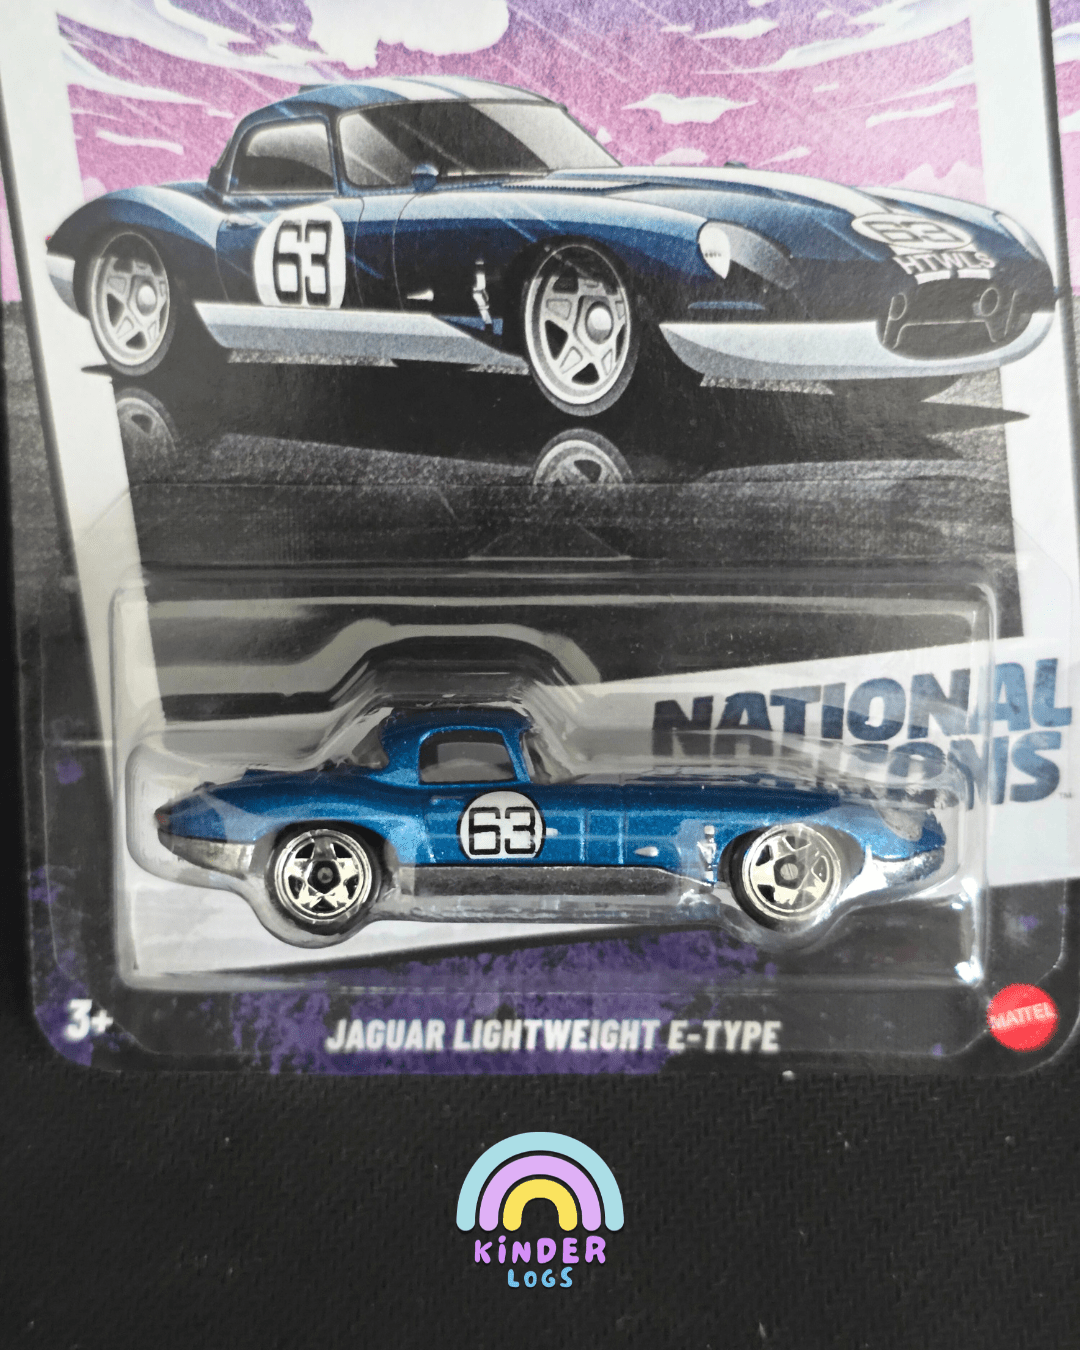 63
63
HTWLS
NATIONAL
63
3+
JAGUAR LIGHTWEIGHT E-TYPE
MATTEL
KiNDER
LOGS